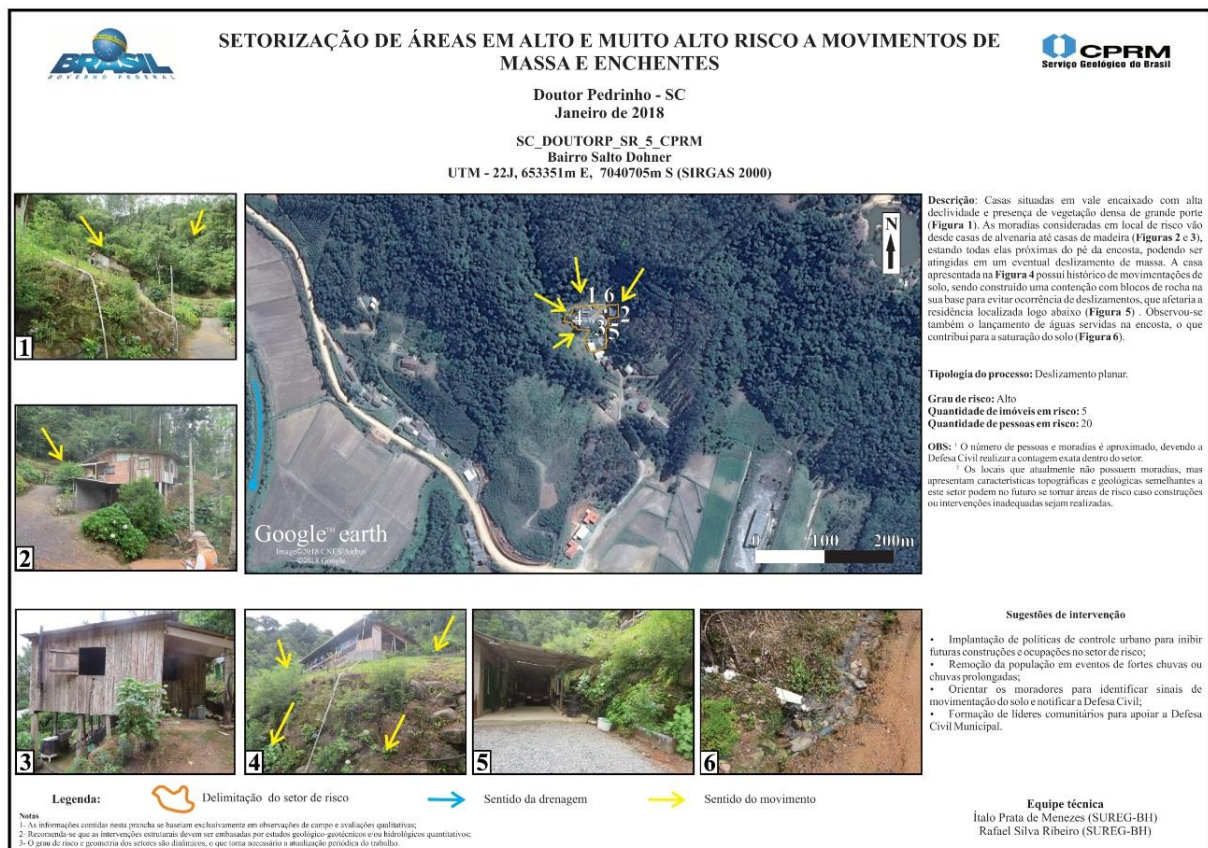 BRASIL
GOVERNO FEDERAL
SETORIZAÇÃO DE ÁREAS EM ALTO E MUITO ALTO RISCO A MOVIMENTOS DE
MASSA E ENCHENTES
CPRM
Serviço Geológico do Brasil
Doutor Pedrinho - SC
Janeiro de 2018
SC_DOUTORP_SR_5_CPRM
Bairro Salto Dohner
UTM - 22J, 653351m E, 7040705m S (SIRGAS 2000)
1
2
N
1 6
2
4
3
5
Google™ earth
Image©2018 CNES/Airbus
©2018 Google
0 100 200m
Descrição: Casas situadas em vale encaixado com alta
declividade e presença de vegetação densa de grande porte
(Figura 1). As moradias consideradas em local de risco vão
desde casas de alvenaria até casas de madeira (Figuras 2 e 3),
estando todas elas próximas do pé da encosta, podendo ser
atingidas em um eventual deslizamento de massa. A casa
apresentada na Figura 4 possuí histórico de movimentações de
solo, sendo construído uma contenção com blocos de rocha na
sua base para evitar ocorrência de deslizamentos, que afetaria a
residência localizada logo abaixo (Figura 5) . Observou-se
também o lançamento de águas servidas na encosta, o que
contribui para a saturação do solo (Figura 6).
Tipologia do processo: Deslizamento planar.
Grau de risco: Alto
Quantidade de imóveis em risco: 5
Quantidade de pessoas em risco: 20
OBS: ¹ O número de pessoas e moradias é aproximado, devendo a
Defesa Civil realizar a contagem exata dentro do setor.
² Os locais que atualmente não possuem moradias, mas
apresentam características topográficas e geológicas semelhantes a
este setor podem no futuro se tornar áreas de risco caso construções
ou intervenções inadequadas sejam realizadas.
3
4
5
6
Sugestões de intervenção
• Implantação de políticas de controle urbano para inibir
futuras construções e ocupações no setor de risco;
• Remoção da população em eventos de fortes chuvas ou
chuvas prolongadas;
• Orientar os moradores para identificar sinais de
movimentação do solo e notificar a Defesa Civil;
• Formação de líderes comunitários para apoiar a Defesa
Civil Municipal.
Legenda:
Delimitação do setor de risco
Sentido da drenagem
Sentido do movimento
Notas
1- As informações contidas nesta prancha se baseiam exclusivamente em observações de campo e avaliações qualitativas;
2- Recomenda-se que as intervenções estruturais devem ser embasadas por estudos geológico-geotécnicos e/ou hidrológicos quantitativos;
3- O grau de risco e geometria dos setores são dinâmicos, o que torna necessário a atualização periódica do trabalho.
Equipe técnica
Ítalo Prata de Menezes (SUREG-BH)
Rafael Silva Ribeiro (SUREG-BH)